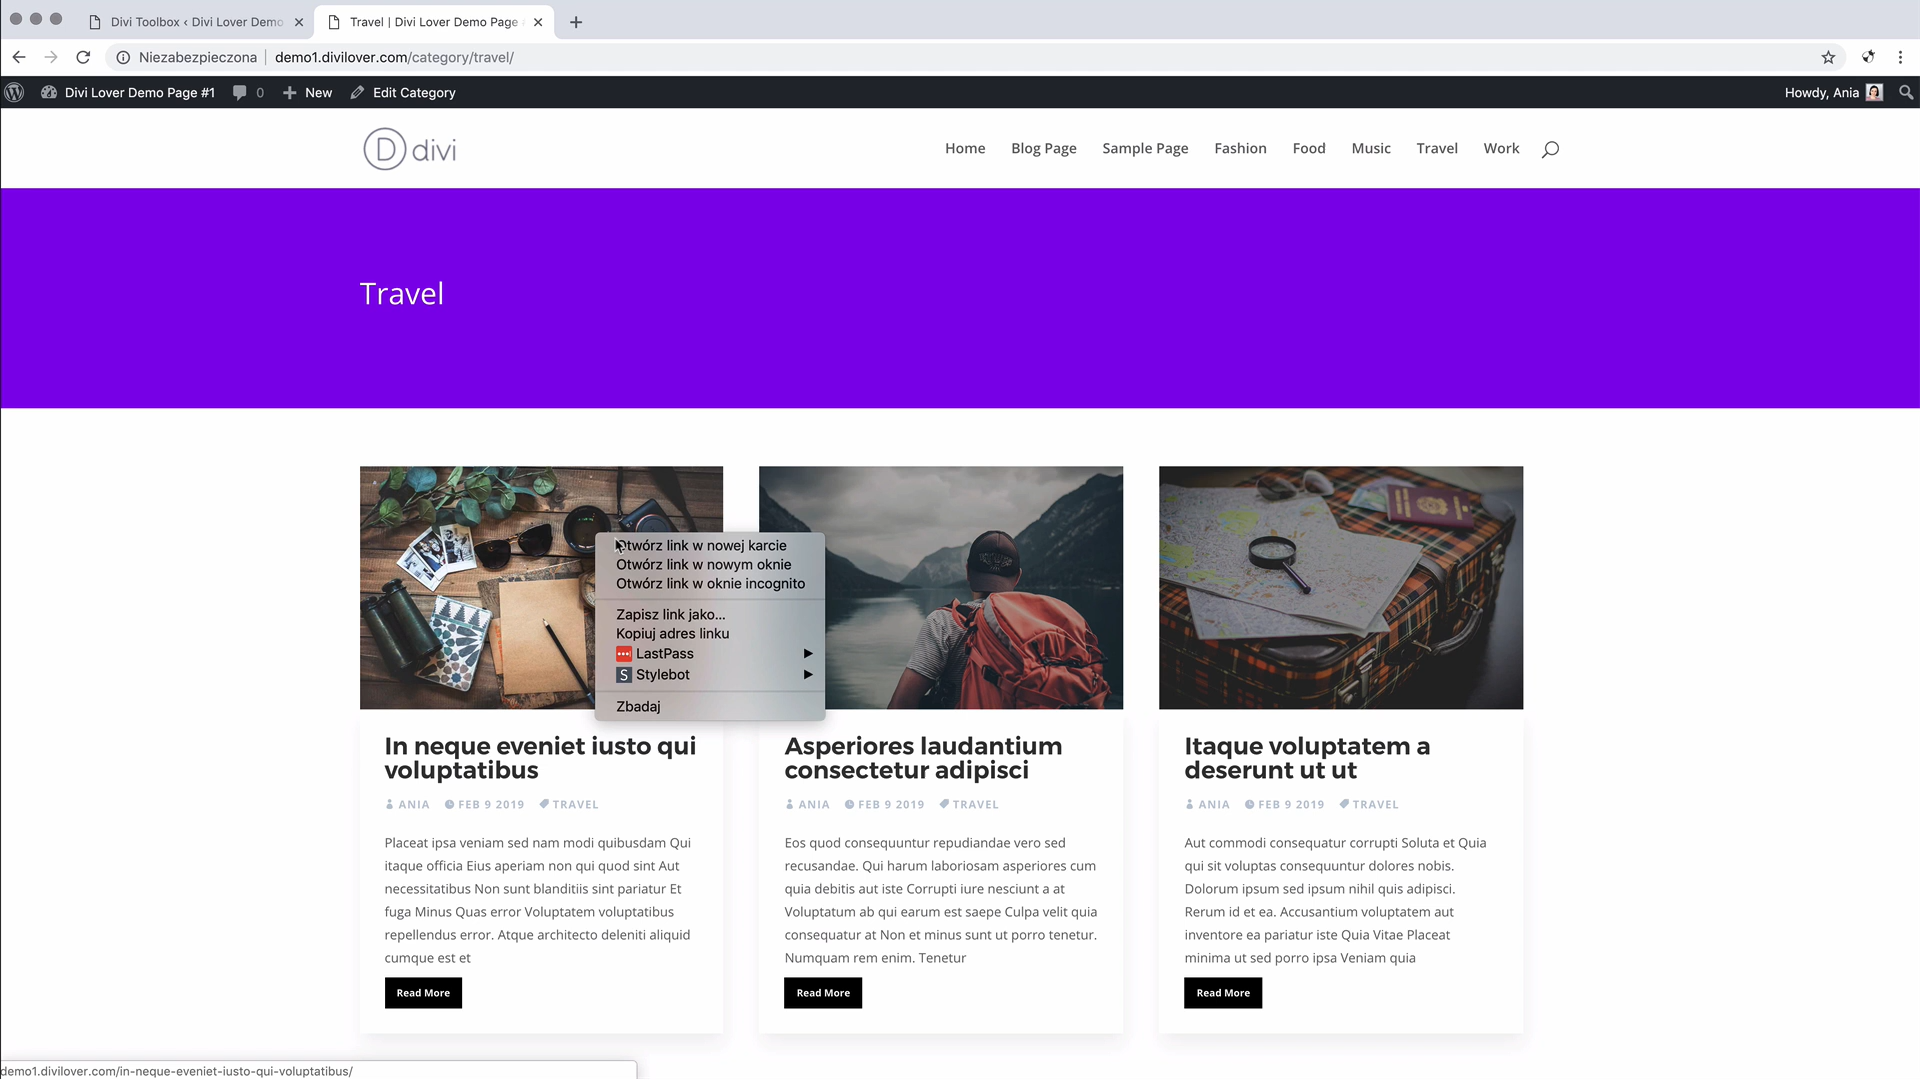 Divi Toolbox ‹ Divi Lover Demo
Travel | Divi Lover Demo Page
Niezabezpieczona
demo1.divilover.com/category/travel/
Divi Lover Demo Page #1
0
New
Edit Category
Howdy, Ania
D divi
Home
Blog Page
Sample Page
Fashion
Food
Music
Travel
Work
Travel
Otwórz link w nowej karcie
Otwórz link w nowym oknie
Otwórz link w oknie incognito
Zapisz link jako...
Kopiuj adres linku
LastPass
S Stylebot
Zbadaj
In neque eveniet iusto qui
voluptatibus
ANIA FEB 9 2019 TRAVEL
Placeat ipsa veniam sed nam modi quibusdam Qui
itaque officia Eius aperiam non qui quod sint Aut
necessitatibus Non sunt blanditiis sint pariatur Et
fuga Minus Quas error Voluptatem voluptatibus
repellendus error. Atque architecto deleniti aliquid
cumque est et
Read More
Asperiores laudantium
consectetur adipisci
ANIA FEB 9 2019 TRAVEL
Eos quod consequuntur repudiandae vero sed
recusandae. Qui harum laboriosam asperiores cum
quia debitis aut iste Corrupti iure nesciunt a at
Voluptatum ab qui earum est saepe Culpa velit quia
consequatur at Non et minus sunt ut porro tenetur.
Numquam rem enim. Tenetur
Read More
Itaque voluptatem a
deserunt ut ut
ANIA FEB 9 2019 TRAVEL
Aut commodi consequatur corrupti Soluta et Quia
qui sit voluptas consequuntur dolores nobis.
Dolorum ipsum sed ipsum nihil quis adipisci.
Rerum id et ea. Accusantium voluptatem aut
inventore ea pariatur iste Quia Vitae Placeat
minima ut sed porro ipsa Veniam quia
Read More
demo1.divilover.com/in-neque-eveniet-iusto-qui-voluptatibus/